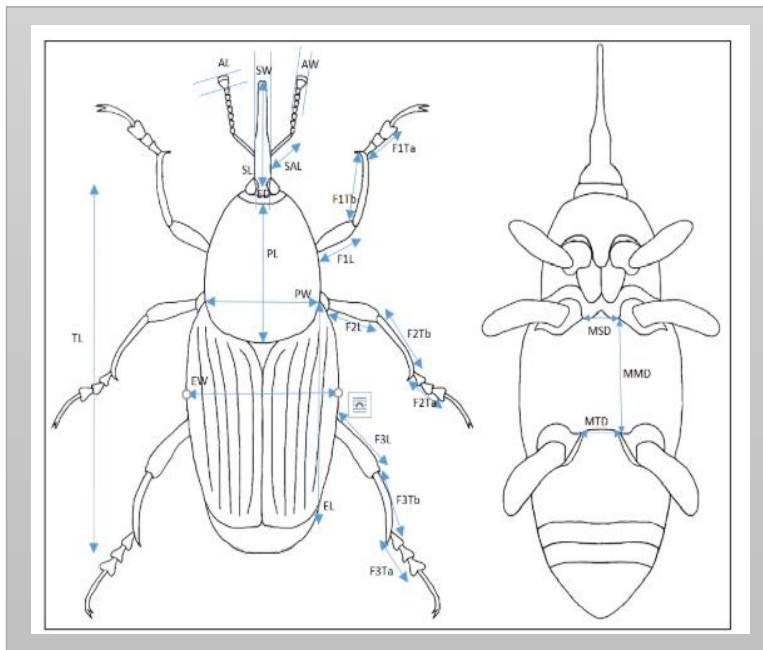 AL
SW
AW
SL
SAL
ED
F1Ta
F1Tb
PL
F1L
PW
F2L
F2Tb
TL
EW
F2Ta
F3L
EL
F3Tb
F3Ta
MSD
MMD
MTD